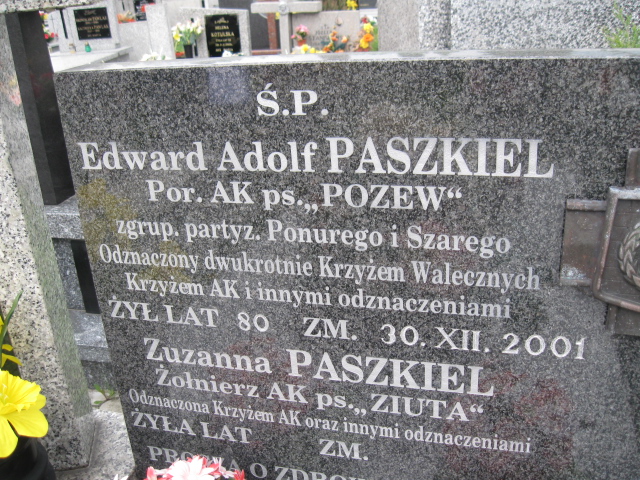 Ś.P.
Edward Adolf PASZKIEL
Por. AK ps. „POZEW“
zgrup. partyz. Ponurego i Szarego
Odznaczony dwukrotnie Krzyżem Walecznych
Krzyżem AK i innymi odznaczeniami
ŻYŁ LAT 80 ZM. 30. XII. 2001
Zuzanna PASZKIEL
Żołnierz AK ps. „ZIUTA“
Odznaczona Krzyżem AK oraz innymi odznaczeniami
ŻYŁA LAT ZM.
O